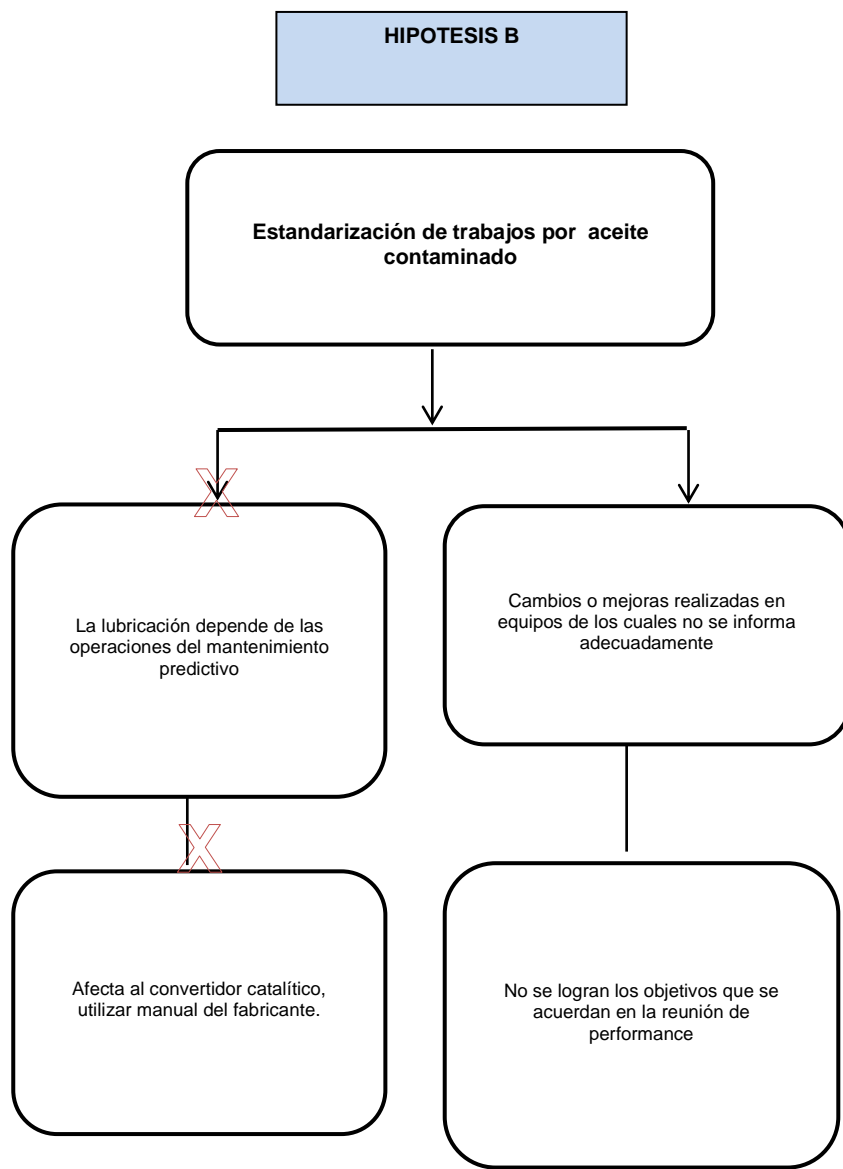 HIPOTESIS B
Estandarización de trabajos por aceite
contaminado
X
La lubricación depende de las
operaciones del mantenimiento
predictivo
Cambios o mejoras realizadas en
equipos de los cuales no se informa
adecuadamente
X
Afecta al convertidor catalítico,
utilizar manual del fabricante.
No se logran los objetivos que se
acuerdan en la reunión de
performance